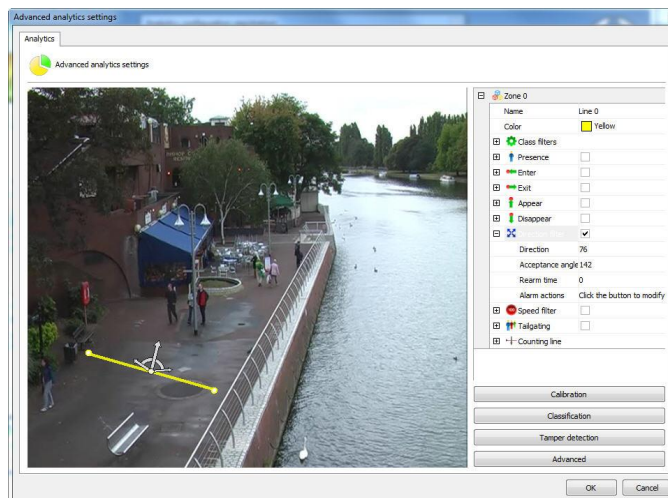 Advanced analytics settings
Analytics
Advanced analytics settings
Zone 0
Name Line 0
Color Yellow
Class filters
Presence
Enter
Exit
Appear
Disappear
Direction 76
Acceptance angle 142
Rearm time 0
Alarm actions Click the button to modify
Speed filter
Tailgating
Counting line
Calibration
Classification
Tamper detection
Advanced
OK Cancel